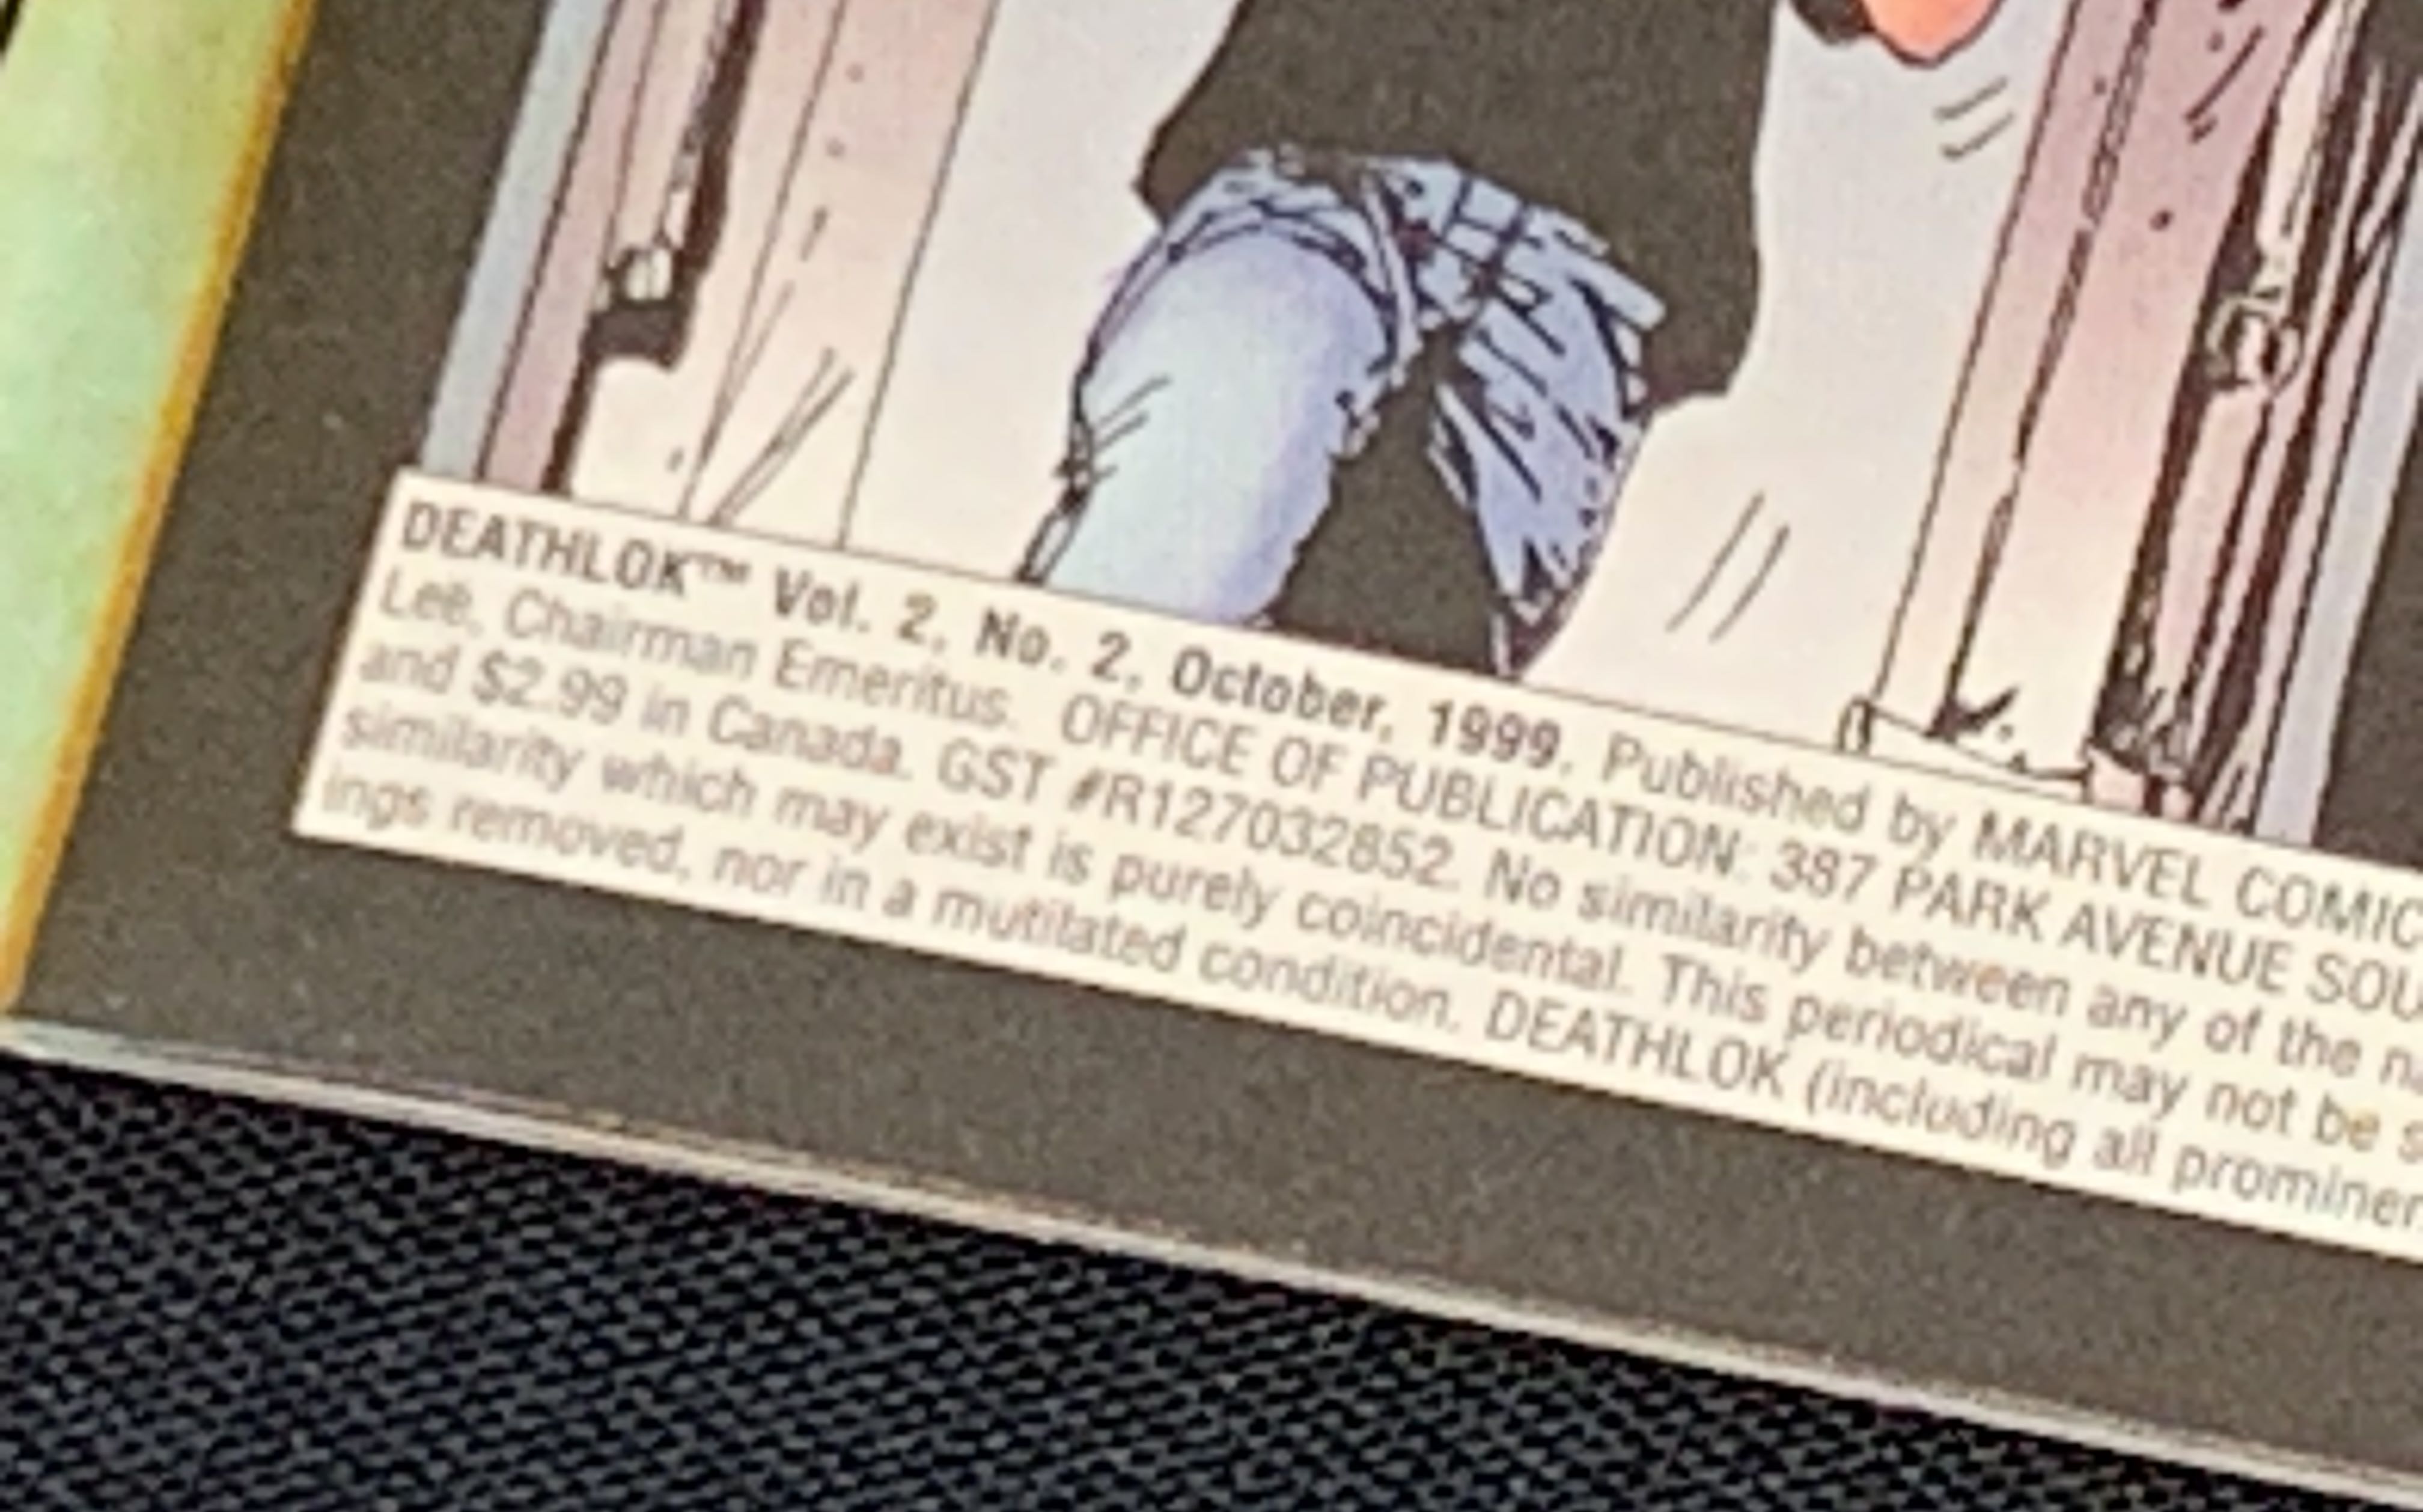 DEATHLOK™ Vol. 2, No. 2, October, 1999. Published by MARVEL COMIC
Lee, Chairman Emeritus. OFFICE OF PUBLICATION: 387 PARK AVENUE SOU
and $2.99 in Canada. GST #R127032852. No similarity between any of the na
similarity which may exist is purely coincidental. This periodical may not be s
ings removed, nor in a mutilated condition. DEATHLOK (including all prominen